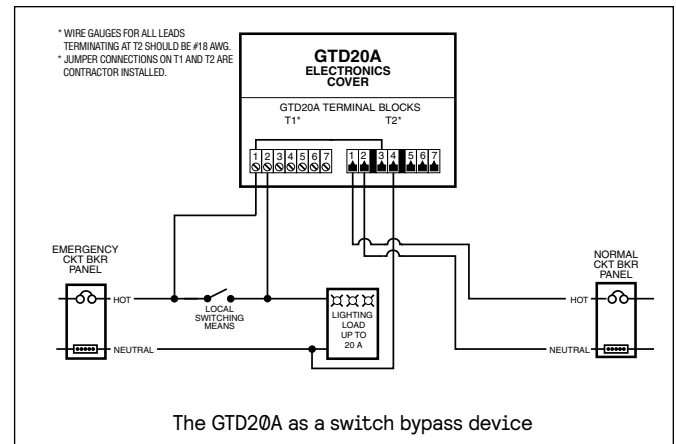 * WIRE GAUGES FOR ALL LEADS
TERMINATING AT T2 SHOULD BE #18 AWG.
* JUMPER CONNECTIONS ON T1 AND T2 ARE
CONTRACTOR INSTALLED.
GTD20A
ELECTRONICS
COVER
GTD20A TERMINAL BLOCKS
T1* T2*
1 2 3 4 5 6 7 1 2 3 4 5 6 7
EMERGENCY
CKT BKR
PANEL
HOT
NEUTRAL
LOCAL
SWITCHING
MEANS
LIGHTING
LOAD
UP TO
20 A
NORMAL
CKT BKR
PANEL
HOT
NEUTRAL
The GTD20A as a switch bypass device